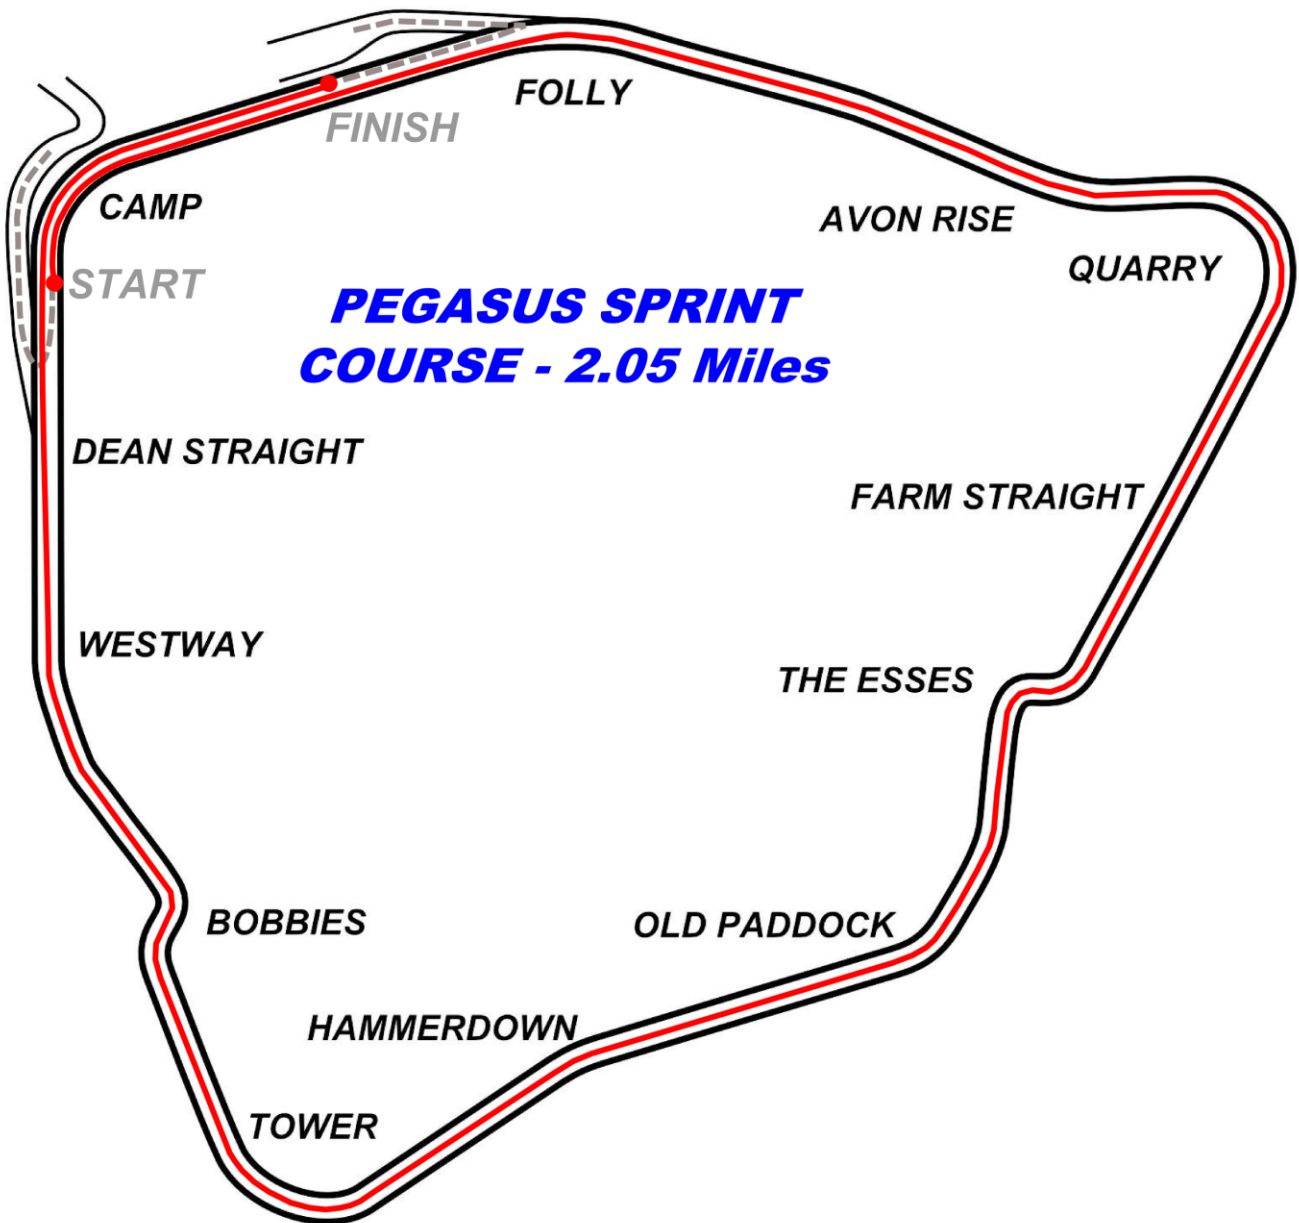 FOLLY
FINISH
CAMP
AVON RISE
QUARRY
START
PEGASUS SPRINT
COURSE - 2.05 Miles
DEAN STRAIGHT
FARM STRAIGHT
WESTWAY
THE ESSES
BOBBIES
OLD PADDOCK
HAMMERDOWN
TOWER